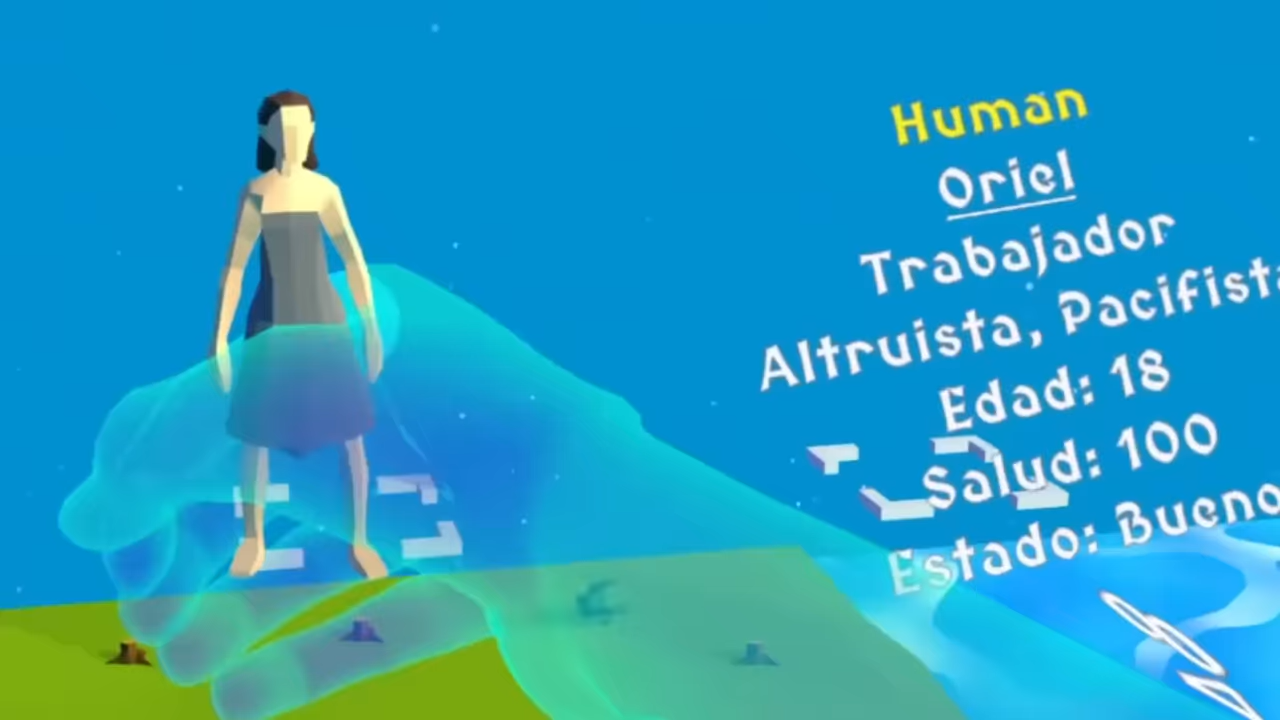 Human
Oriel
Trabajador
Altruista, Pacifista
Edad: 18
Salud: 100
Estado: Bueno